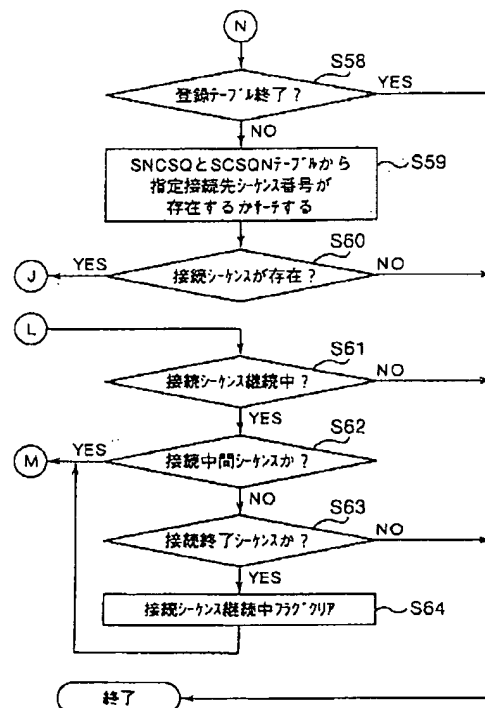 N
S58
登録ﾃｰﾌﾞﾙ終了?
YES
NO
SNCSQとSCSQNﾃｰﾌﾞﾙから
指定接続先ｼｰｹﾝｽ番号が
存在するかｻｰﾁする
S59
S60
YES
J
接続ｼｰｹﾝｽが存在?
NO
L
S61
接続ｼｰｹﾝｽ継続中?
NO
YES
S62
YES
M
接続中間ｼｰｹﾝｽか?
NO
S63
接続終了ｼｰｹﾝｽか?
NO
YES
接続ｼｰｹﾝｽ継続中ﾌﾗｸﾞｸﾘｱ
S64
終了